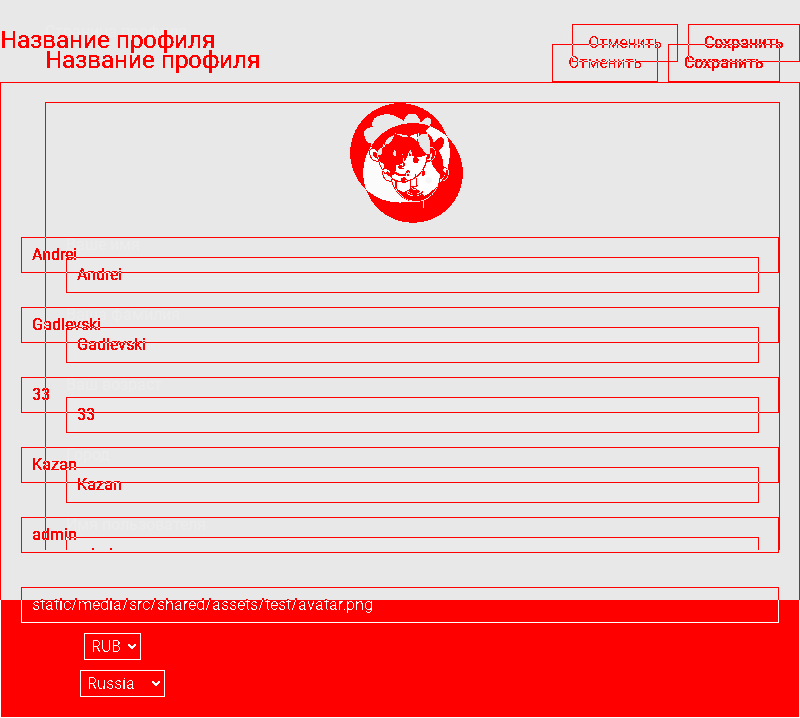 Название профиля
Отменить
Сохранить
Название профиля
Отменить
Сохранить
Andrei
Andrei
Gadlevski
Gadlevski
33
33
Kazan
Kazan
admin
static/media/src/shared/assets/test/avatar.png
RUB
Russia